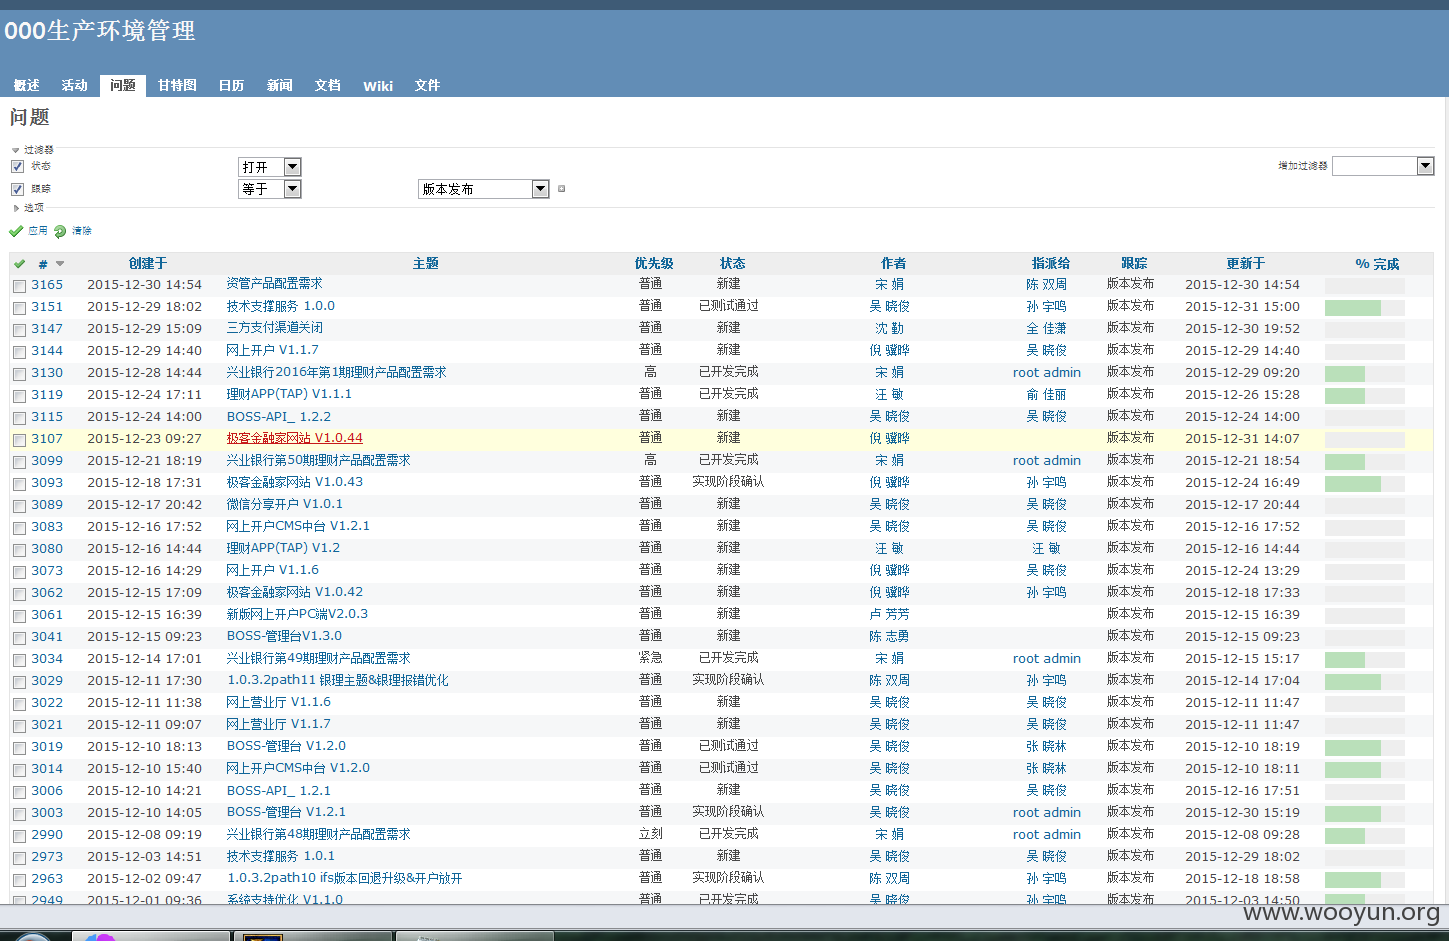 000生产环境管理
概述 活动 问题 甘特图 日历 新闻 文档 Wiki 文件
问题
过滤器
状态 打开 增加过滤器
跟踪 等于 版本发布
选项
应用 清除
# 创建于 主题 优先级 状态 作者 指派给 跟踪 更新于 % 完成
3165 2015-12-30 14:54 资管产品配置需求 普通 新建 宋 娟 陈 双周 版本发布 2015-12-30 14:54
3151 2015-12-29 18:02 技术支撑服务 1.0.0 普通 已测试通过 吴 晓俊 孙 宇鸣 版本发布 2015-12-31 15:00
3147 2015-12-29 15:09 三方支付渠道关闭 普通 新建 沈 勤 全 佳潇 版本发布 2015-12-30 19:52
3144 2015-12-29 14:40 网上开户 V1.1.7 普通 新建 倪 骥晔 吴 晓俊 版本发布 2015-12-29 14:40
3130 2015-12-28 14:44 兴业银行2016年第1期理财产品配置需求 高 已开发完成 宋 娟 root admin 版本发布 2015-12-29 09:20
3119 2015-12-24 17:11 理财APP(TAP) V1.1.1 普通 已开发完成 汪 敏 俞 佳丽 版本发布 2015-12-26 15:28
3115 2015-12-24 14:00 BOSS-API_ 1.2.2 普通 新建 吴 晓俊 吴 晓俊 版本发布 2015-12-24 14:00
3107 2015-12-23 09:27 极客金融家网站 V1.0.44 普通 新建 倪 骥晔 版本发布 2015-12-31 14:07
3099 2015-12-21 18:19 兴业银行第50期理财产品配置需求 高 已开发完成 宋 娟 root admin 版本发布 2015-12-21 18:54
3093 2015-12-18 17:31 极客金融家网站 V1.0.43 普通 实现阶段确认 倪 骥晔 孙 宇鸣 版本发布 2015-12-24 16:49
3089 2015-12-17 20:42 微信分享开户 V1.0.1 普通 新建 吴 晓俊 吴 晓俊 版本发布 2015-12-17 20:44
3083 2015-12-16 17:52 网上开户CMS中台 V1.2.1 普通 新建 吴 晓俊 吴 晓俊 版本发布 2015-12-16 17:52
3080 2015-12-16 14:44 理财APP(TAP) V1.2 普通 新建 汪 敏 汪 敏 版本发布 2015-12-16 14:44
3073 2015-12-16 14:29 网上开户 V1.1.6 普通 新建 倪 骥晔 吴 晓俊 版本发布 2015-12-24 13:29
3062 2015-12-15 17:09 极客金融家网站 V1.0.42 普通 新建 倪 骥晔 孙 宇鸣 版本发布 2015-12-18 17:33
3061 2015-12-15 16:39 新版网上开户PC端V2.0.3 普通 新建 卢 芳芳 版本发布 2015-12-15 16:39
3041 2015-12-15 09:23 BOSS-管理台V1.3.0 普通 新建 陈 志勇 版本发布 2015-12-15 09:23
3034 2015-12-14 17:01 兴业银行第49期理财产品配置需求 紧急 已开发完成 宋 娟 root admin 版本发布 2015-12-15 15:17
3029 2015-12-11 17:30 1.0.3.2path11 银理主题&银理报错优化 普通 实现阶段确认 陈 双周 孙 宇鸣 版本发布 2015-12-14 17:04
3022 2015-12-11 11:38 网上营业厅 V1.1.6 普通 新建 吴 晓俊 吴 晓俊 版本发布 2015-12-11 11:47
3021 2015-12-11 09:07 网上营业厅 V1.1.7 普通 新建 吴 晓俊 吴 晓俊 版本发布 2015-12-11 11:47
3019 2015-12-10 18:13 BOSS-管理台 V1.2.0 普通 已测试通过 吴 晓俊 张 晓林 版本发布 2015-12-10 18:19
3014 2015-12-10 15:40 网上开户CMS中台 V1.2.0 普通 已测试通过 吴 晓俊 张 晓林 版本发布 2015-12-10 18:11
3006 2015-12-10 14:21 BOSS-API_ 1.2.1 普通 新建 吴 晓俊 吴 晓俊 版本发布 2015-12-16 17:51
3003 2015-12-10 14:05 BOSS-管理台 V1.2.1 普通 实现阶段确认 吴 晓俊 root admin 版本发布 2015-12-30 15:19
2990 2015-12-08 09:19 兴业银行第48期理财产品配置需求 立刻 已开发完成 宋 娟 root admin 版本发布 2015-12-08 09:28
2973 2015-12-03 14:51 技术支撑服务 1.0.1 普通 新建 吴 晓俊 吴 晓俊 版本发布 2015-12-29 18:02
2963 2015-12-02 09:47 1.0.3.2path10 ifs版本回退升级&开户放开 普通 实现阶段确认 陈 双周 孙 宇鸣 版本发布 2015-12-18 18:58
2949 2015-12-01 09:36 系统支持优化 V1.1.0 普通 已开发完成 吴 晓俊 孙 宇鸣 版本发布 2015-12-03 14:50
www.wooyun.org